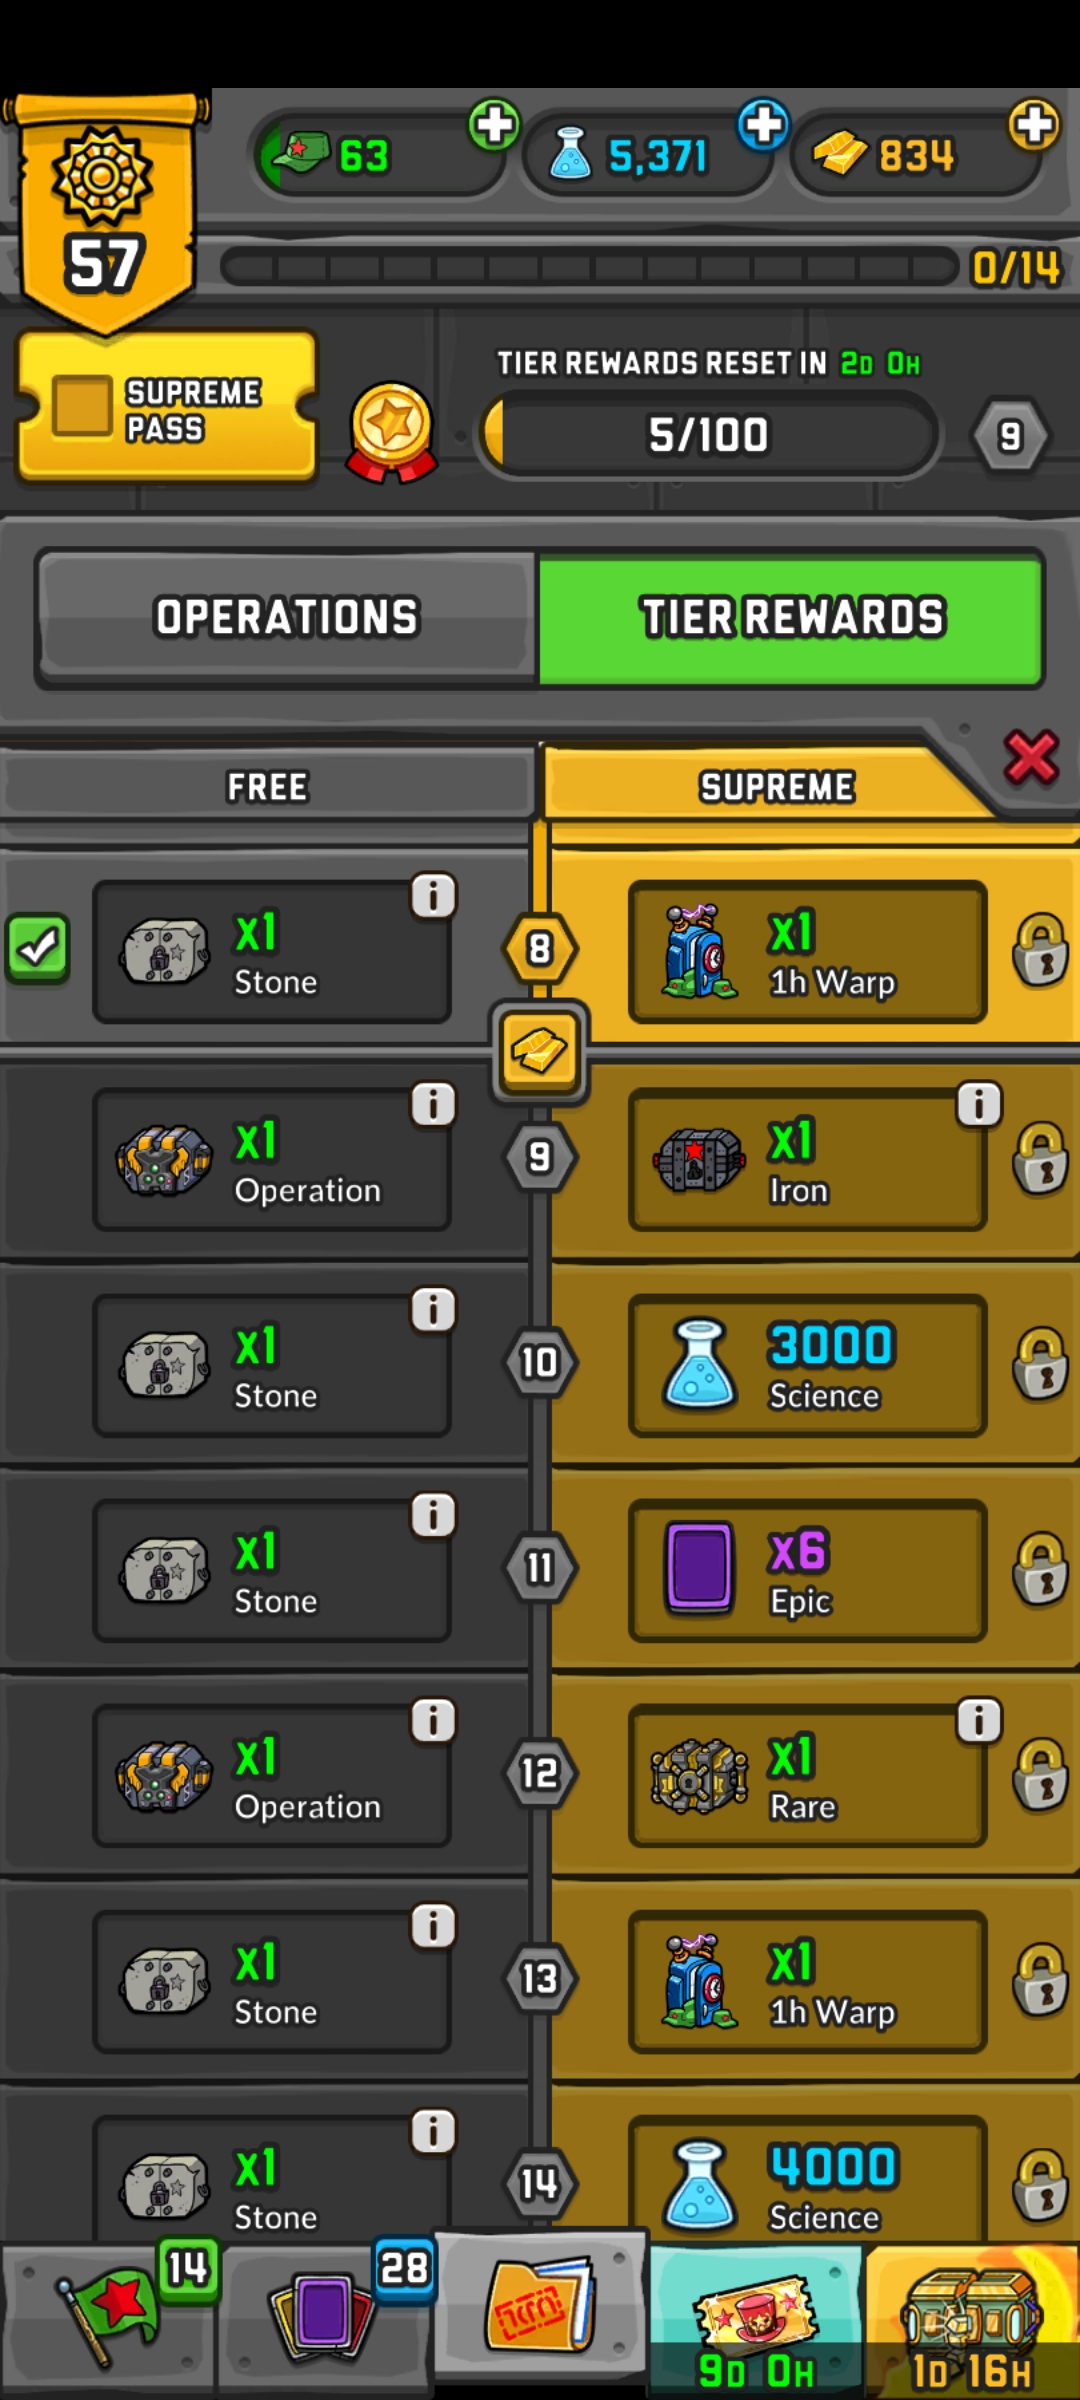 63
5,371
834
57
0/14
SUPREME
PASS
TIER REWARDS RESET IN 2D 0H
5/100
9
OPERATIONS
TIER REWARDS
FREE
SUPREME
X1
Stone
8
X1
1h Warp
X1
Operation
9
X1
Iron
X1
Stone
10
3000
Science
X1
Stone
11
X6
Epic
X1
Operation
12
X1
Rare
X1
Stone
13
X1
1h Warp
X1
Stone
14
4000
Science
14
28
9D 0H
1D 16H